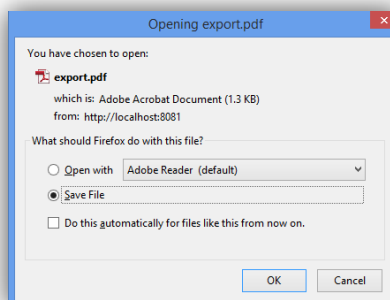 Opening export.pdf
You have chosen to open:
export.pdf
which is: Adobe Acrobat Document (1.3 KB)
from: http://localhost:8081
What should Firefox do with this file?
Open with Adobe Reader (default)
Save File
Do this automatically for files like this from now on.
OK Cancel